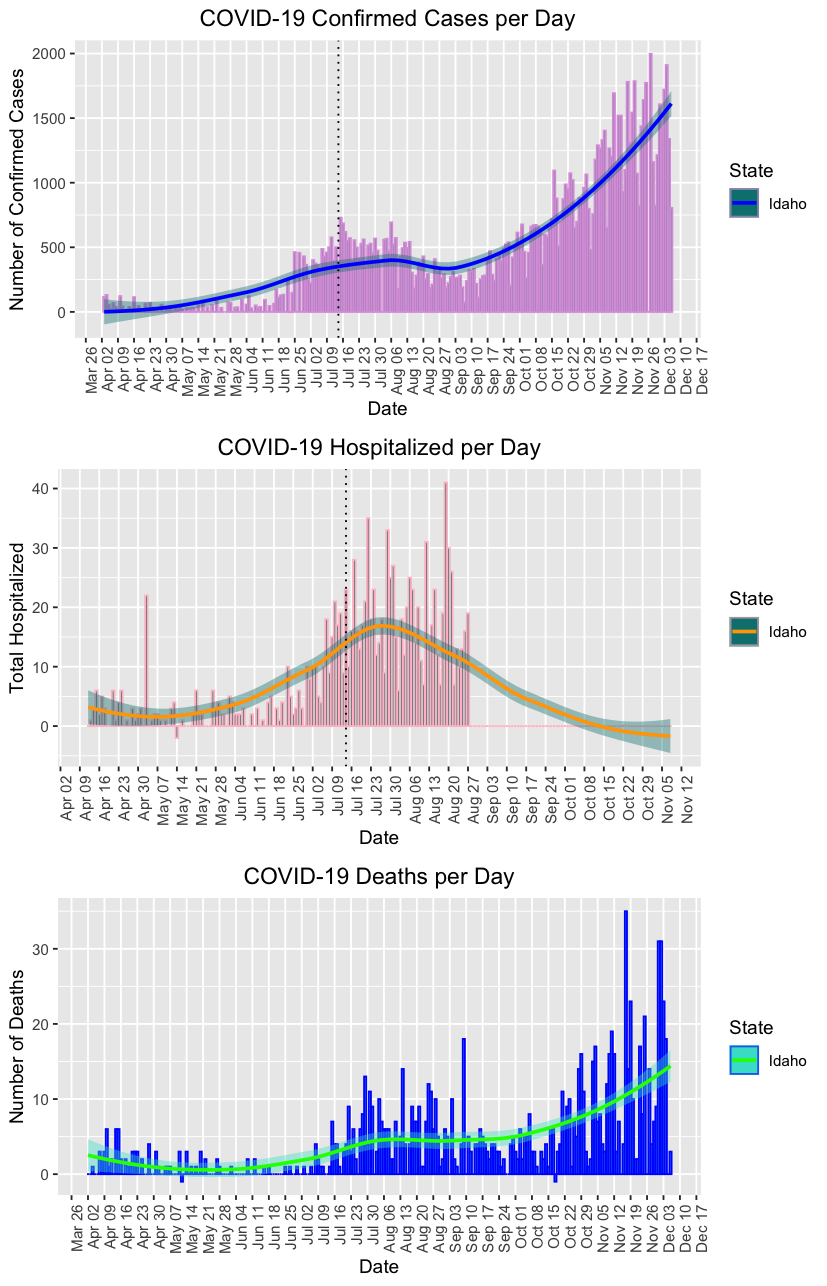 COVID-19 Confirmed Cases per Day
Number of Confirmed Cases
2000
1500
1000
500
0
Mar 26
Apr 02
Apr 09
Apr 16
Apr 23
Apr 30
May 07
May 14
May 21
May 28
Jun 04
Jun 11
Jun 18
Jun 25
Jul 02
Jul 09
Jul 16
Jul 23
Jul 30
Aug 06
Aug 13
Aug 20
Aug 27
Sep 03
Sep 10
Sep 17
Sep 24
Oct 01
Oct 08
Oct 15
Oct 22
Oct 29
Nov 05
Nov 12
Nov 19
Nov 26
Dec 03
Dec 10
Dec 17
Date
State
Idaho
COVID-19 Hospitalized per Day
Total Hospitalized
40
30
20
10
0
Apr 02
Apr 09
Apr 16
Apr 23
Apr 30
May 07
May 14
May 21
May 28
Jun 04
Jun 11
Jun 18
Jun 25
Jul 02
Jul 09
Jul 16
Jul 23
Jul 30
Aug 06
Aug 13
Aug 20
Aug 27
Sep 03
Sep 10
Sep 17
Sep 24
Oct 01
Oct 08
Oct 15
Oct 22
Oct 29
Nov 05
Nov 12
Date
State
Idaho
COVID-19 Deaths per Day
Number of Deaths
30
20
10
0
Mar 26
Apr 02
Apr 09
Apr 16
Apr 23
Apr 30
May 07
May 14
May 21
May 28
Jun 04
Jun 11
Jun 18
Jun 25
Jul 02
Jul 09
Jul 16
Jul 23
Jul 30
Aug 06
Aug 13
Aug 20
Aug 27
Sep 03
Sep 10
Sep 17
Sep 24
Oct 01
Oct 08
Oct 15
Oct 22
Oct 29
Nov 05
Nov 12
Nov 19
Nov 26
Dec 03
Dec 10
Dec 17
Date
State
Idaho